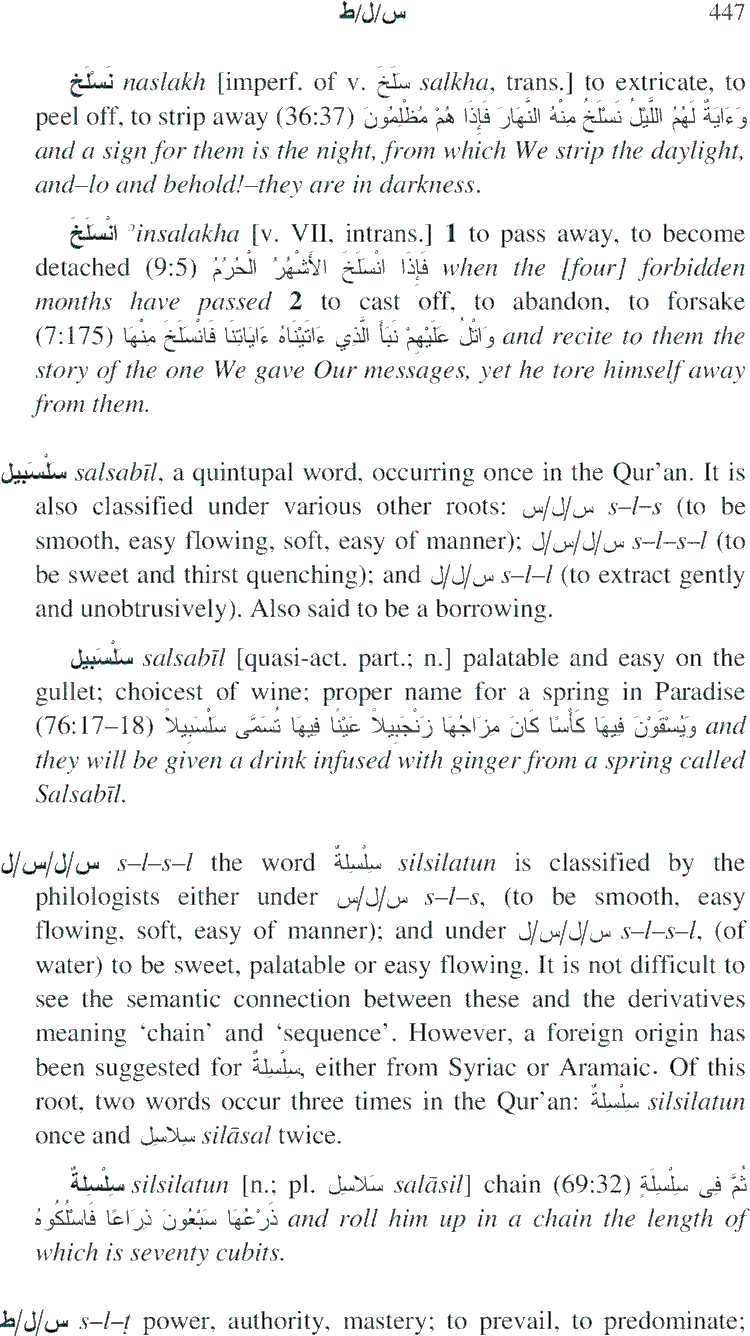 س/ل/ط 447
نَسْلَخُ naslakh [imperf. of v. سَلَخَ salkha, trans.] to extricate, to
peel off, to strip away (36:37) وَءَايَةٌ لَهُمُ اللَّيْلُ نَسْلَخُ مِنْهُ النَّهَارَ فَإِذَا هُمْ مُظْلِمُونَ
and a sign for them is the night, from which We strip the daylight,
and–lo and behold!–they are in darkness.
انْسَلَخَ ʾinsalakha [v. VII, intrans.] 1 to pass away, to become
detached (9:5) فَإِذَا انْسَلَخَ الأَشْهُرُ الْحُرُمُ when the [four] forbidden
months have passed 2 to cast off, to abandon, to forsake
(7:175) وَاتْلُ عَلَيْهِمْ نَبَأَ الَّذِي ءَاتَيْنَاهُ ءَايَاتِنَا فَانْسَلَخَ مِنْهَا and recite to them the
story of the one We gave Our messages, yet he tore himself away
from them.
سَلْسَبِيل salsabīl, a quintupal word, occurring once in the Qur’an. It is
also classified under various other roots: س/ل/س s–l–s (to be
smooth, easy flowing, soft, easy of manner); س/ل/س/ل s–l–s–l (to
be sweet and thirst quenching); and س/ل/ل s–l–l (to extract gently
and unobtrusively). Also said to be a borrowing.
سَلْسَبِيل salsabīl [quasi-act. part.; n.] palatable and easy on the
gullet; choicest of wine; proper name for a spring in Paradise
(76:17–18) وَيُسْقَوْنَ فِيهَا كَأْسًا كَانَ مِزَاجُهَا زَنْجَبِيلاً عَيْنًا فِيهَا تُسَمَّى سَلْسَبِيلاً and
they will be given a drink infused with ginger from a spring called
Salsabīl.
س/ل/س/ل s–l–s–l the word سِلْسِلةٌ silsilatun is classified by the
philologists either under س/ل/س s–l–s, (to be smooth, easy
flowing, soft, easy of manner); and under س/ل/س/ل s–l–s–l, (of
water) to be sweet, palatable or easy flowing. It is not difficult to
see the semantic connection between these and the derivatives
meaning ‘chain’ and ‘sequence’. However, a foreign origin has
been suggested for سِلْسِلةٌ, either from Syriac or Aramaic. Of this
root, two words occur three times in the Qur’an: سِلْسِلةٌ silsilatun
once and سِلاسِل silāsal twice.
سِلْسِلةٌ silsilatun [n.; pl. سَلاسِل salāsil] chain (69:32) ثُمَّ فِي سِلْسِلَةٍ
ذَرْعُهَا سَبْعُونَ ذِرَاعًا فَاسْلُكُوهُ and roll him up in a chain the length of
which is seventy cubits.
س/ل/ط s–l–ṭ power, authority, mastery; to prevail, to predominate;